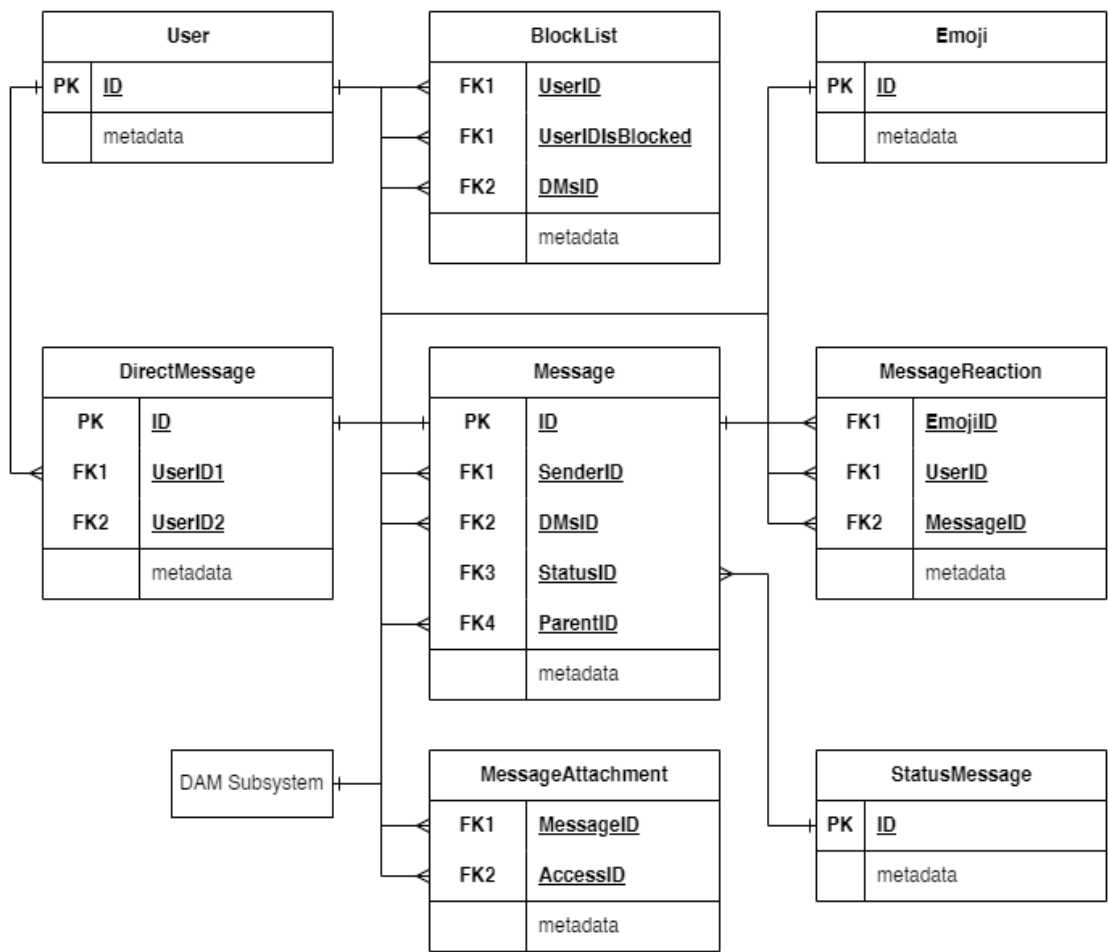 User
PK ID
metadata
BlockList
FK1 UserID
FK1 UserIDIsBlocked
FK2 DMsID
metadata
Emoji
PK ID
metadata
DirectMessage
PK ID
FK1 UserID1
FK2 UserID2
metadata
Message
PK ID
FK1 SenderID
FK2 DMsID
FK3 StatusID
FK4 ParentID
metadata
MessageReaction
FK1 EmojiID
FK1 UserID
FK2 MessageID
metadata
DAM Subsystem
MessageAttachment
FK1 MessageID
FK2 AccessID
metadata
StatusMessage
PK ID
metadata